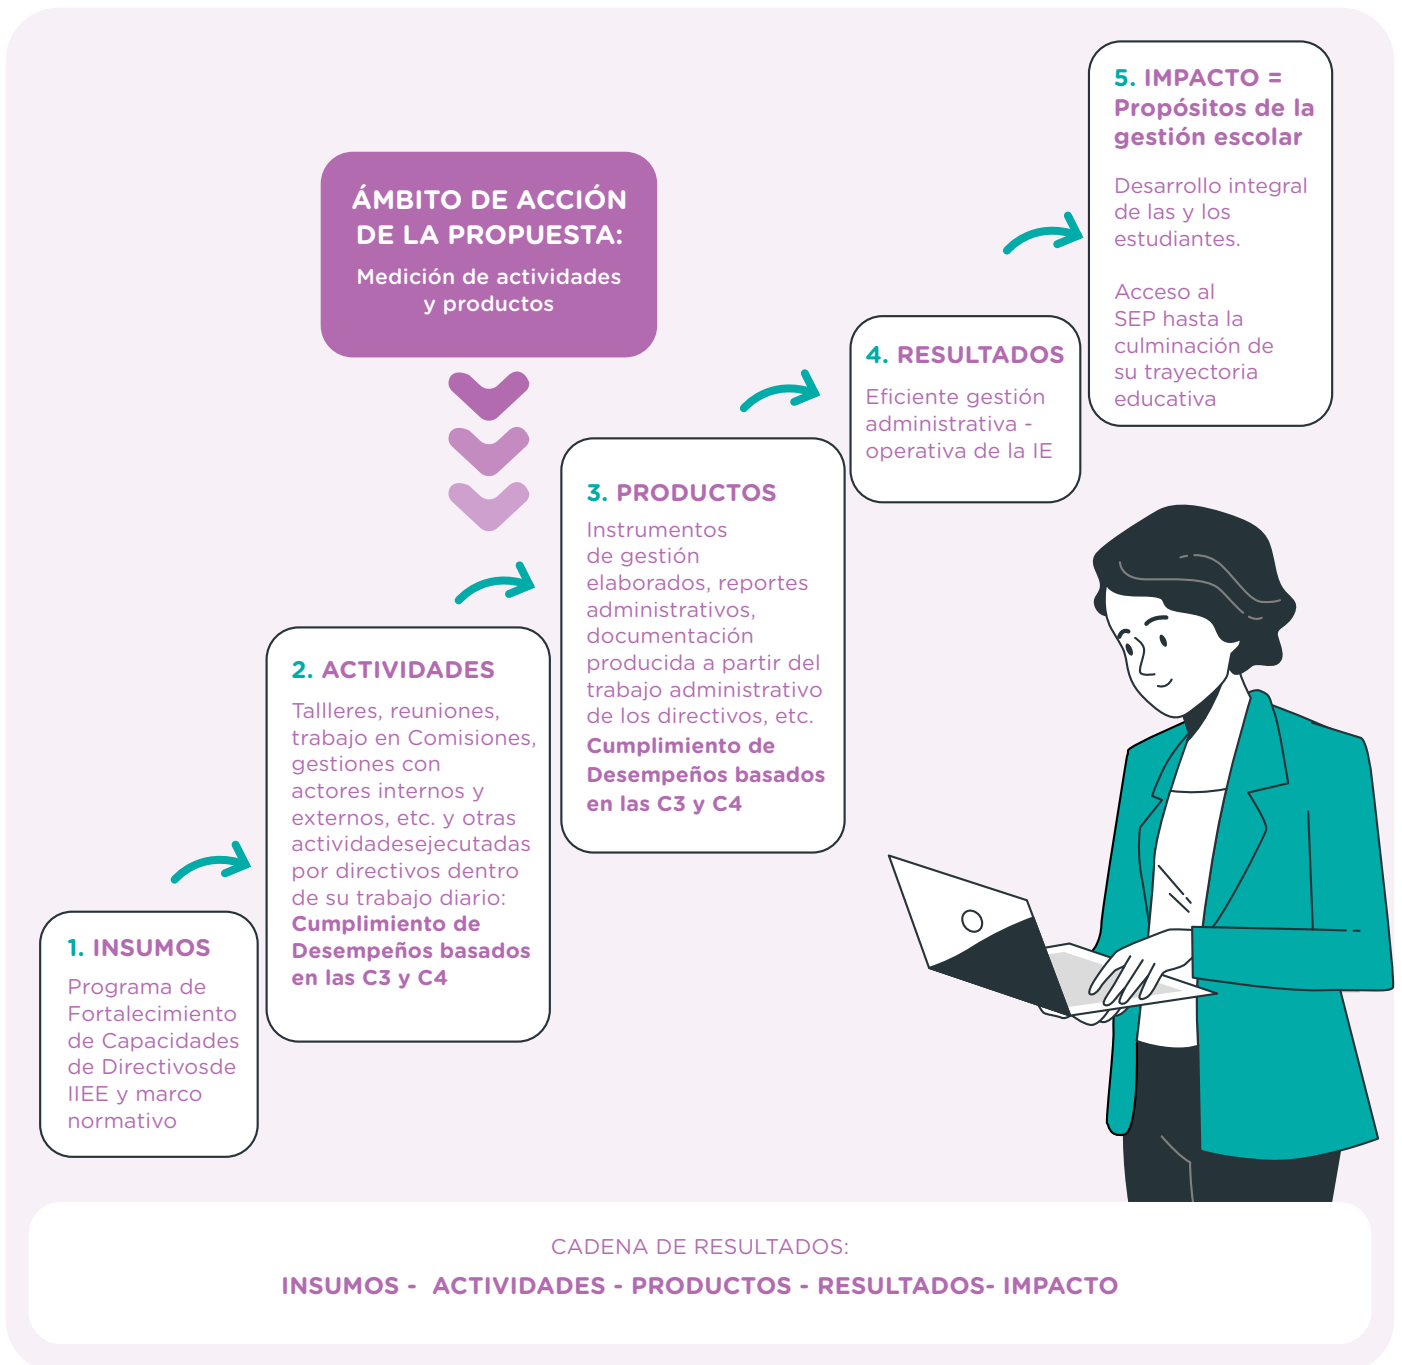 ÁMBITO DE ACCIÓN
DE LA PROPUESTA:
Medición de actividades
y productos
1. INSUMOS
Programa de
Fortalecimiento
de Capacidades
de Directivosde
IIEE y marco
normativo
2. ACTIVIDADES
Tallleres, reuniones,
trabajo en Comisiones,
gestiones con
actores internos y
externos, etc. y otras
actividadesejecutadas
por directivos dentro
de su trabajo diario:
Cumplimiento de
Desempeños basados
en las C3 y C4
3. PRODUCTOS
Instrumentos
de gestión
elaborados, reportes
administrativos,
documentación
producida a partir del
trabajo administrativo
de los directivos, etc.
Cumplimiento de
Desempeños basados
en las C3 y C4
4. RESULTADOS
Eficiente gestión
administrativa -
operativa de la IE
5. IMPACTO =
Propósitos de la
gestión escolar
Desarrollo integral
de las y los
estudiantes.
Acceso al
SEP hasta la
culminación de
su trayectoria
educativa
CADENA DE RESULTADOS:
INSUMOS - ACTIVIDADES - PRODUCTOS - RESULTADOS- IMPACTO